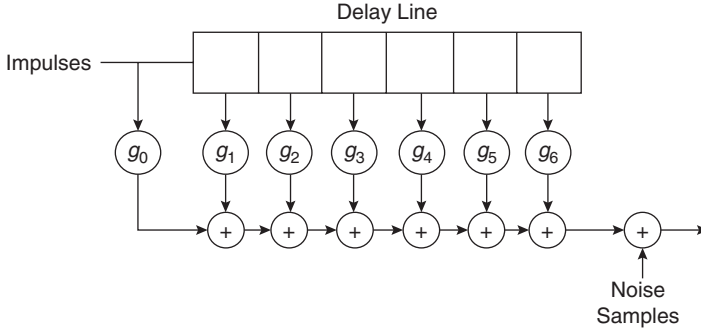 Delay Line
Impulses
g0 g1 g2 g3 g4 g5 g6
+ + + + + + +
Noise
Samples